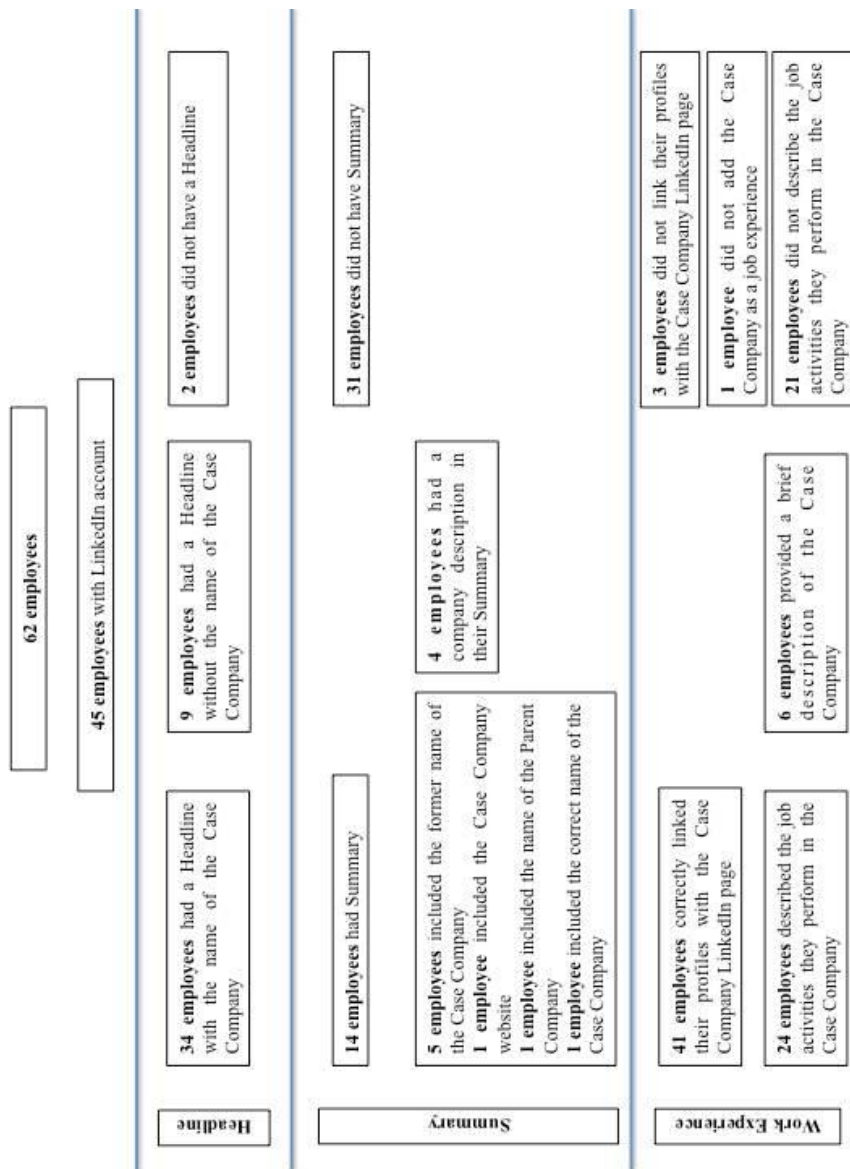 62 employees
45 employees with LinkedIn account
Headline
34 employees had a Headline
with the name of the Case
Company
9 employees had a Headline
without the name of the Case
Company
2 employees did not have a Headline
Summary
14 employees had Summary
31 employees did not have Summary
5 employees included the former name of
the Case Company
1 employee included the Case Company
website
1 employee included the name of the Parent
Company
1 employee included the correct name of the
Case Company
4 employees had a
company description in
their Summary
Work Experience
41 employees correctly linked
their profiles with the Case
Company LinkedIn page
3 employees did not link their profiles
with the Case Company LinkedIn page
1 employee did not add the Case
Company as a job experience
24 employees described the job
activities they perform in the
Case Company
6 employees provided a brief
description of the Case
Company
21 employees did not describe the job
activities they perform in the Case
Company